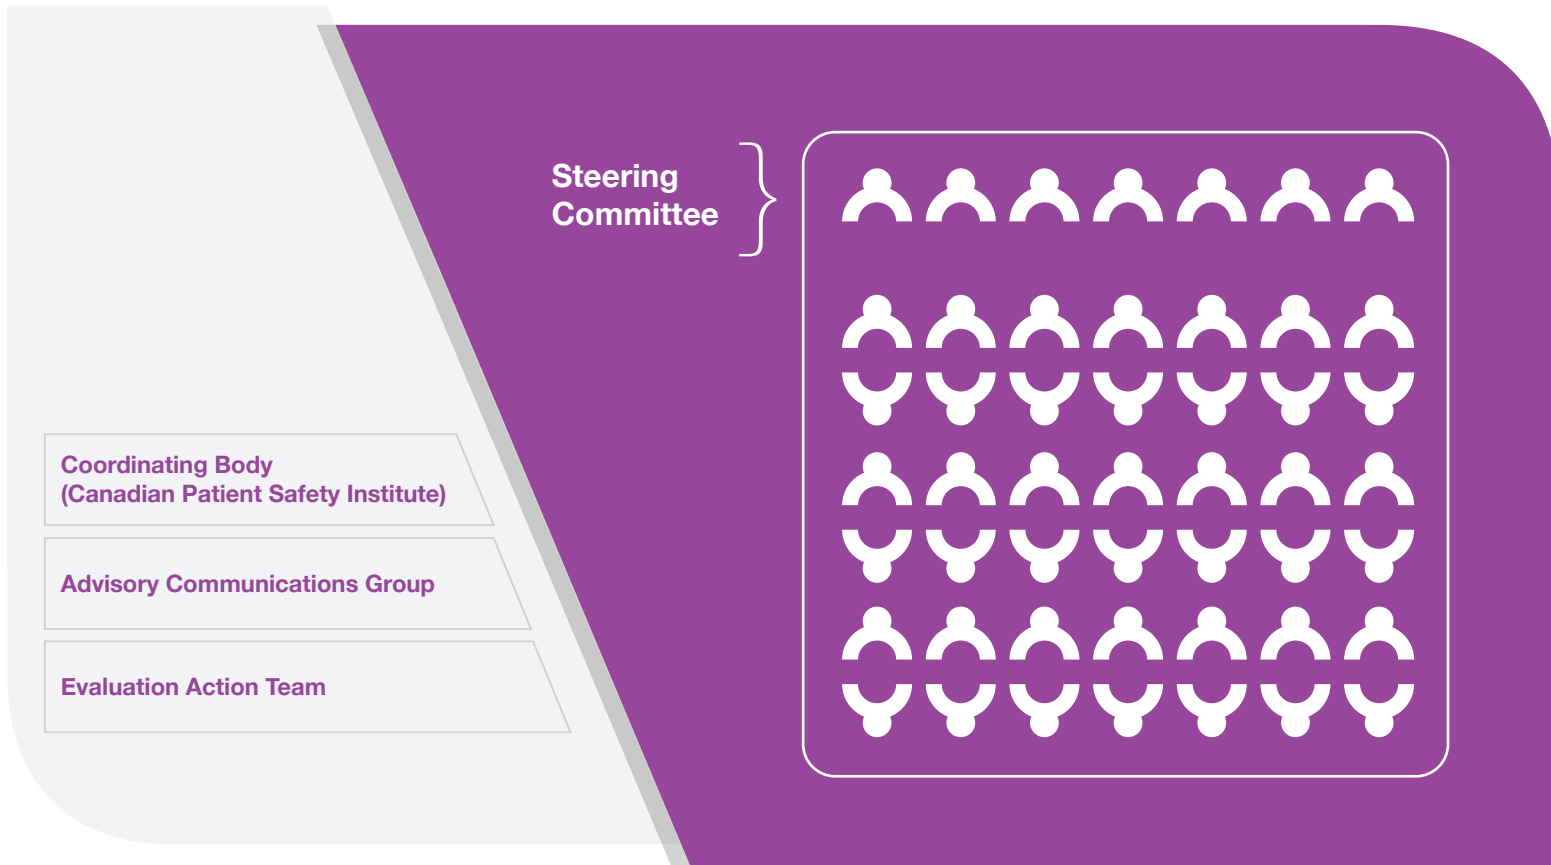 Steering
Committee
Coordinating Body
(Canadian Patient Safety Institute)
Advisory Communications Group
Evaluation Action Team